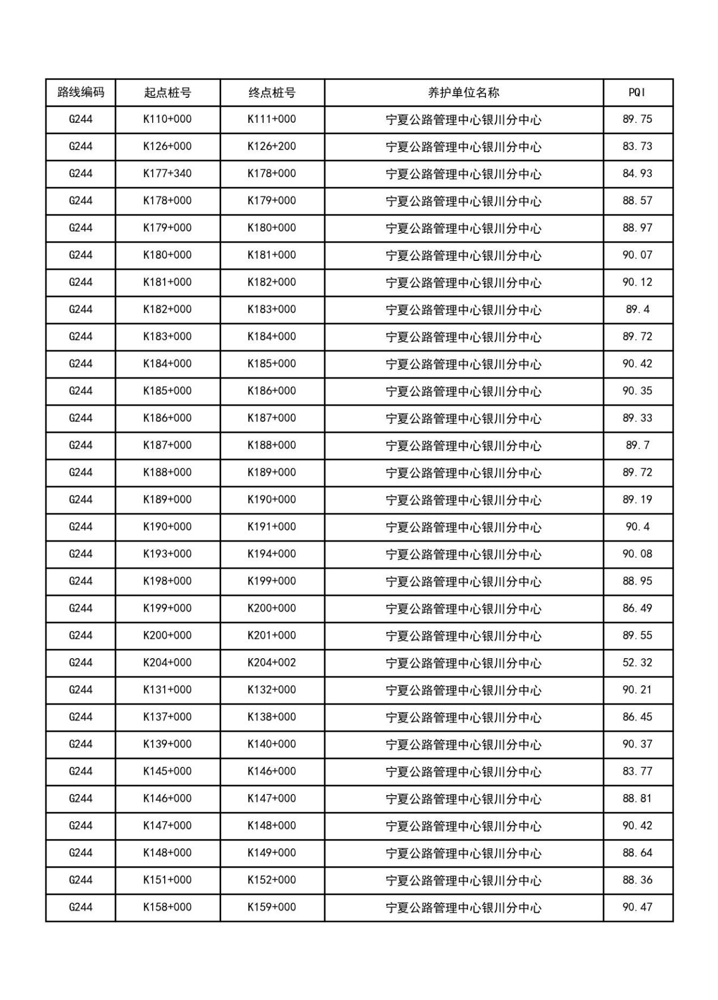 路线编码 起点桩号 终点桩号 养护单位名称 PQI
G244 K110+000 K111+000 宁夏公路管理中心银川分中心 89.75
G244 K126+000 K126+200 宁夏公路管理中心银川分中心 83.73
G244 K177+340 K178+000 宁夏公路管理中心银川分中心 84.93
G244 K178+000 K179+000 宁夏公路管理中心银川分中心 88.57
G244 K179+000 K180+000 宁夏公路管理中心银川分中心 88.97
G244 K180+000 K181+000 宁夏公路管理中心银川分中心 90.07
G244 K181+000 K182+000 宁夏公路管理中心银川分中心 90.12
G244 K182+000 K183+000 宁夏公路管理中心银川分中心 89.4
G244 K183+000 K184+000 宁夏公路管理中心银川分中心 89.72
G244 K184+000 K185+000 宁夏公路管理中心银川分中心 90.42
G244 K185+000 K186+000 宁夏公路管理中心银川分中心 90.35
G244 K186+000 K187+000 宁夏公路管理中心银川分中心 89.33
G244 K187+000 K188+000 宁夏公路管理中心银川分中心 89.7
G244 K188+000 K189+000 宁夏公路管理中心银川分中心 89.72
G244 K189+000 K190+000 宁夏公路管理中心银川分中心 89.19
G244 K190+000 K191+000 宁夏公路管理中心银川分中心 90.4
G244 K193+000 K194+000 宁夏公路管理中心银川分中心 90.08
G244 K198+000 K199+000 宁夏公路管理中心银川分中心 88.95
G244 K199+000 K200+000 宁夏公路管理中心银川分中心 86.49
G244 K200+000 K201+000 宁夏公路管理中心银川分中心 89.55
G244 K204+000 K204+002 宁夏公路管理中心银川分中心 52.32
G244 K131+000 K132+000 宁夏公路管理中心银川分中心 90.21
G244 K137+000 K138+000 宁夏公路管理中心银川分中心 86.45
G244 K139+000 K140+000 宁夏公路管理中心银川分中心 90.37
G244 K145+000 K146+000 宁夏公路管理中心银川分中心 83.77
G244 K146+000 K147+000 宁夏公路管理中心银川分中心 88.81
G244 K147+000 K148+000 宁夏公路管理中心银川分中心 90.42
G244 K148+000 K149+000 宁夏公路管理中心银川分中心 88.64
G244 K151+000 K152+000 宁夏公路管理中心银川分中心 88.36
G244 K158+000 K159+000 宁夏公路管理中心银川分中心 90.47